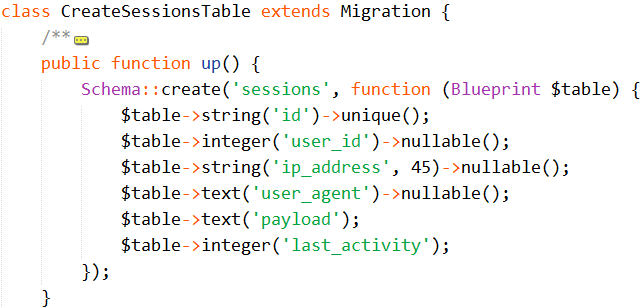 class CreateSessionsTable extends Migration {
    /**
    public function up() {
        Schema::create('sessions', function (Blueprint $table) {
            $table->string('id')->unique();
            $table->integer('user_id')->nullable();
            $table->string('ip_address', 45)->nullable();
            $table->text('user_agent')->nullable();
            $table->text('payload');
            $table->integer('last_activity');
        });
    }